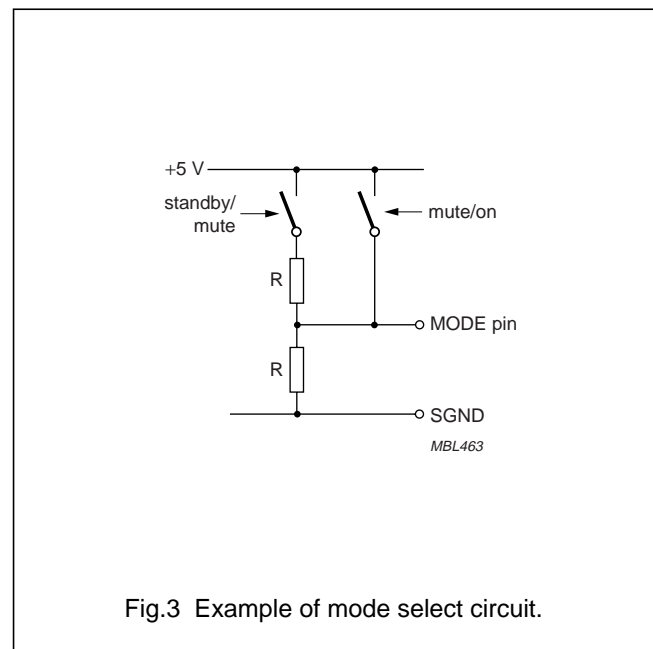 +5 V
standby/
mute
mute/on
R
MODE pin
R
SGND
MBL463
Fig.3 Example of mode select circuit.